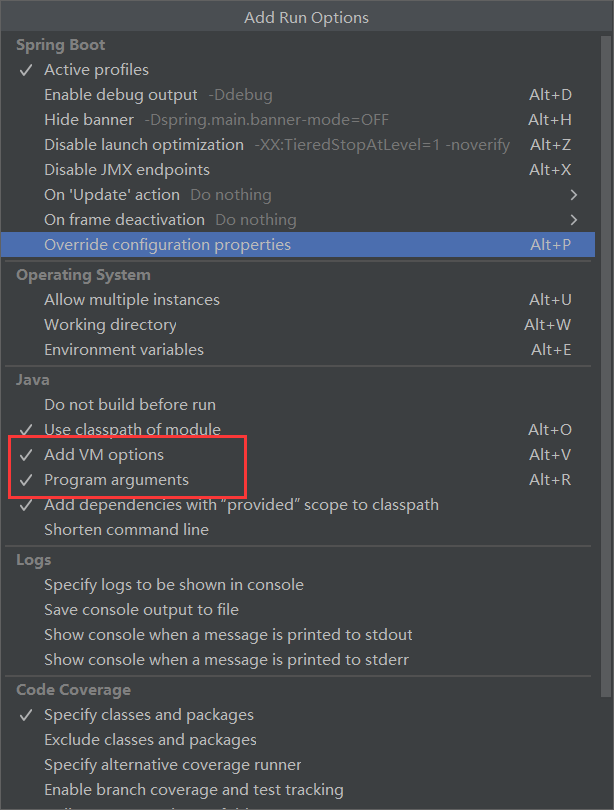 Add Run Options
Spring Boot
Active profiles
Enable debug output -Ddebug Alt+D
Hide banner -Dspring.main.banner-mode=OFF Alt+H
Disable launch optimization -XX:TieredStopAtLevel=1 -noverify Alt+Z
Disable JMX endpoints Alt+X
On 'Update' action Do nothing
On frame deactivation Do nothing
Override configuration properties Alt+P
Operating System
Allow multiple instances Alt+U
Working directory Alt+W
Environment variables Alt+E
Java
Do not build before run
Use classpath of module Alt+O
Add VM options Alt+V
Program arguments Alt+R
Add dependencies with “provided” scope to classpath
Shorten command line
Logs
Specify logs to be shown in console
Save console output to file
Show console when a message is printed to stdout
Show console when a message is printed to stderr
Code Coverage
Specify classes and packages
Exclude classes and packages
Specify alternative coverage runner
Enable branch coverage and test tracking